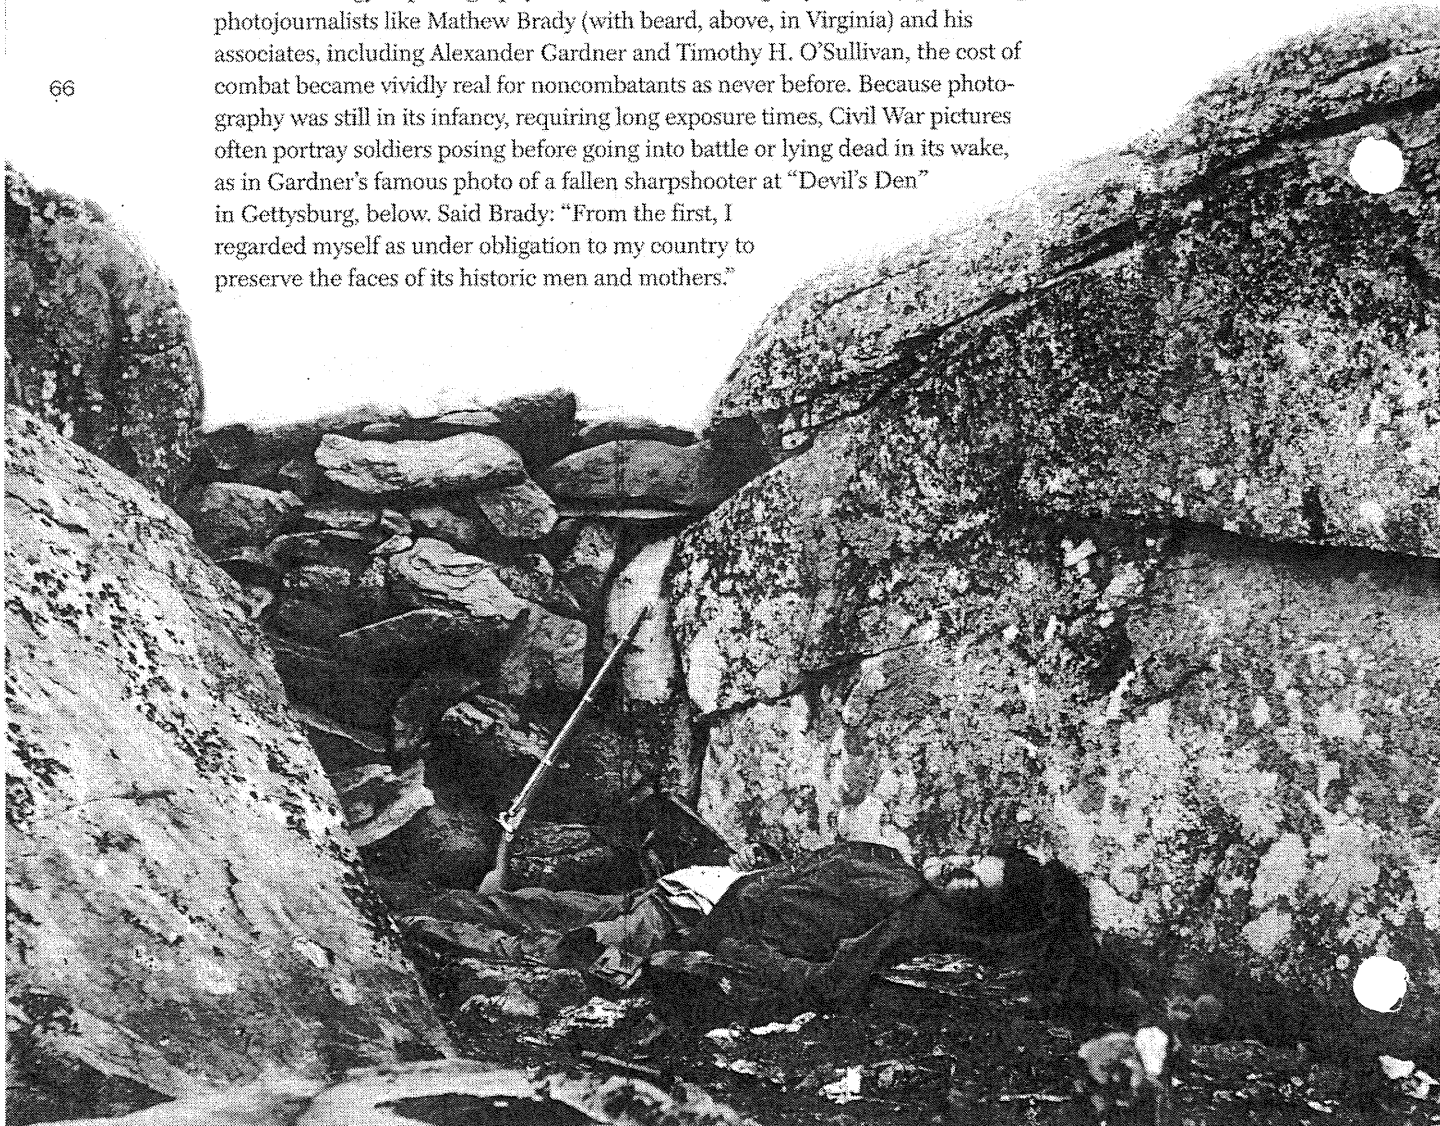 photojournalists like Mathew Brady (with beard, above, in Virginia) and his
associates, including Alexander Gardner and Timothy H. O'Sullivan, the cost of
66
combat became vividly real for noncombatants as never before. Because photo-
graphy was still in its infancy, requiring long exposure times, Civil War pictures
often portray soldiers posing before going into battle or lying dead in its wake,
as in Gardner's famous photo of a fallen sharpshooter at “Devil's Den”
in Gettysburg, below. Said Brady: “From the first, I
regarded myself as under obligation to my country to
preserve the faces of its historic men and mothers.”